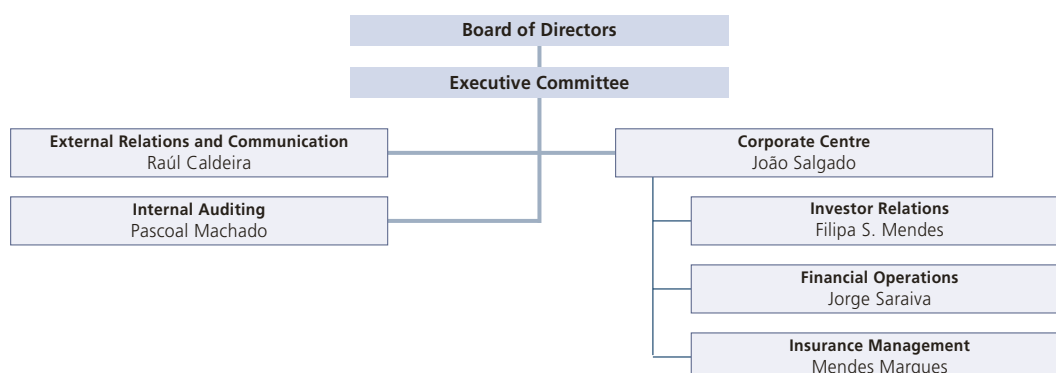 Board of Directors
Executive Committee
External Relations and Communication
Raúl Caldeira
Corporate Centre
João Salgado
Internal Auditing
Pascoal Machado
Investor Relations
Filipa S. Mendes
Financial Operations
Jorge Saraiva
Insurance Management
Mendes Marques